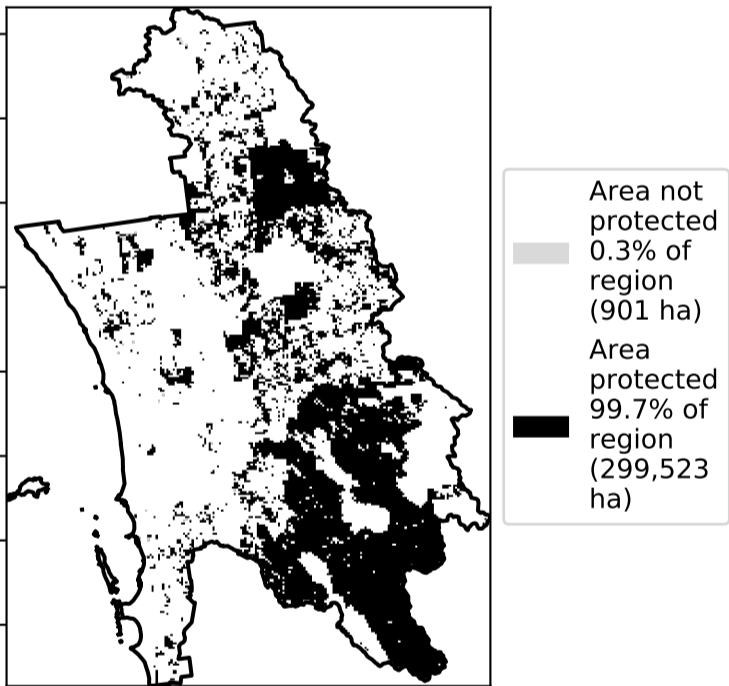 Area not
protected
0.3% of
region
(901 ha)
Area
protected
99.7% of
region
(299,523
ha)